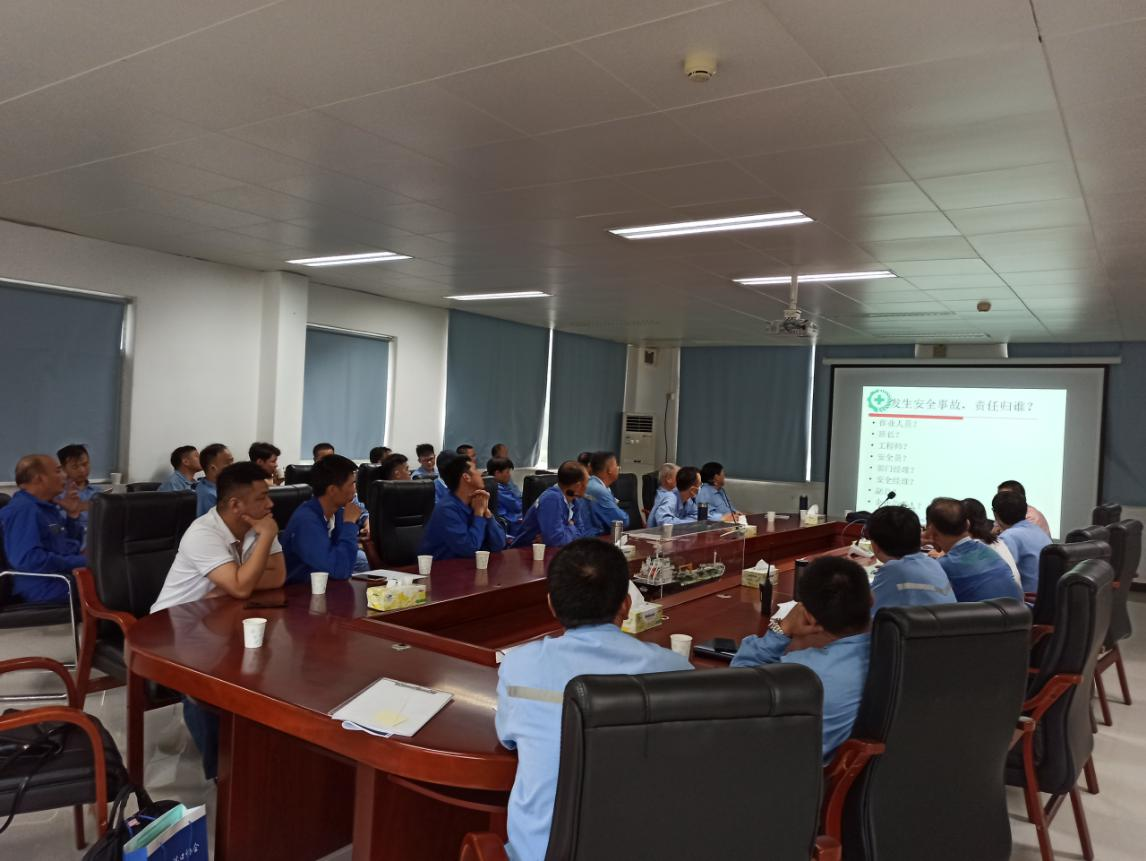 发生安全事故，责任归谁？
• 作业人员？
• 班长？
• 工程师？
• 安全员？
• 部门经理？
• 安全经理？